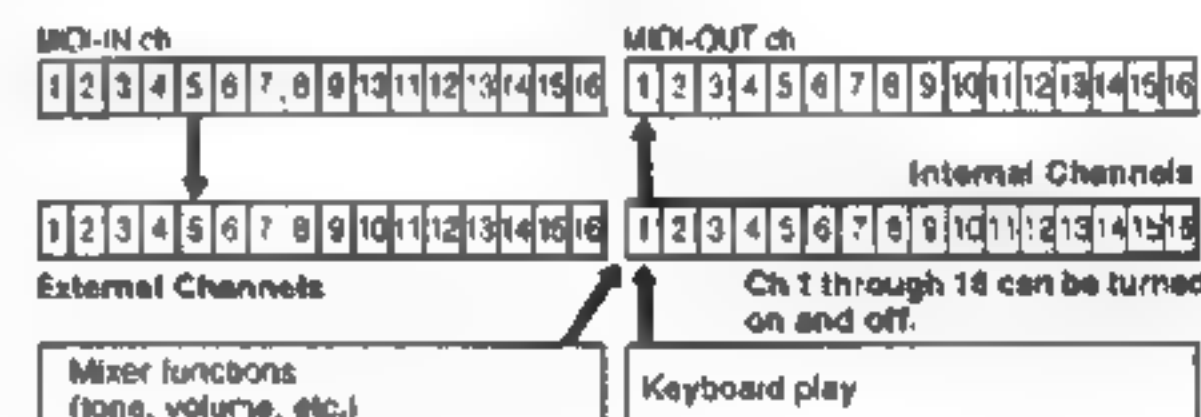 MIDI-IN ch
MIDI-OUT ch
1 2 3 4 5 6 7 8 9 10 11 12 13 14 15 16
1 2 3 4 5 6 7 8 9 10 11 12 13 14 15 16
Internal Channels
1 2 3 4 5 6 7 8 9 10 11 12 13 14 15 16
1 2 3 4 5 6 7 8 9 10 11 12 13 14 15 16
External Channels
Ch 1 through 16 can be turned
on and off.
Mixer functions
(tone, volume, etc.)
Keyboard play